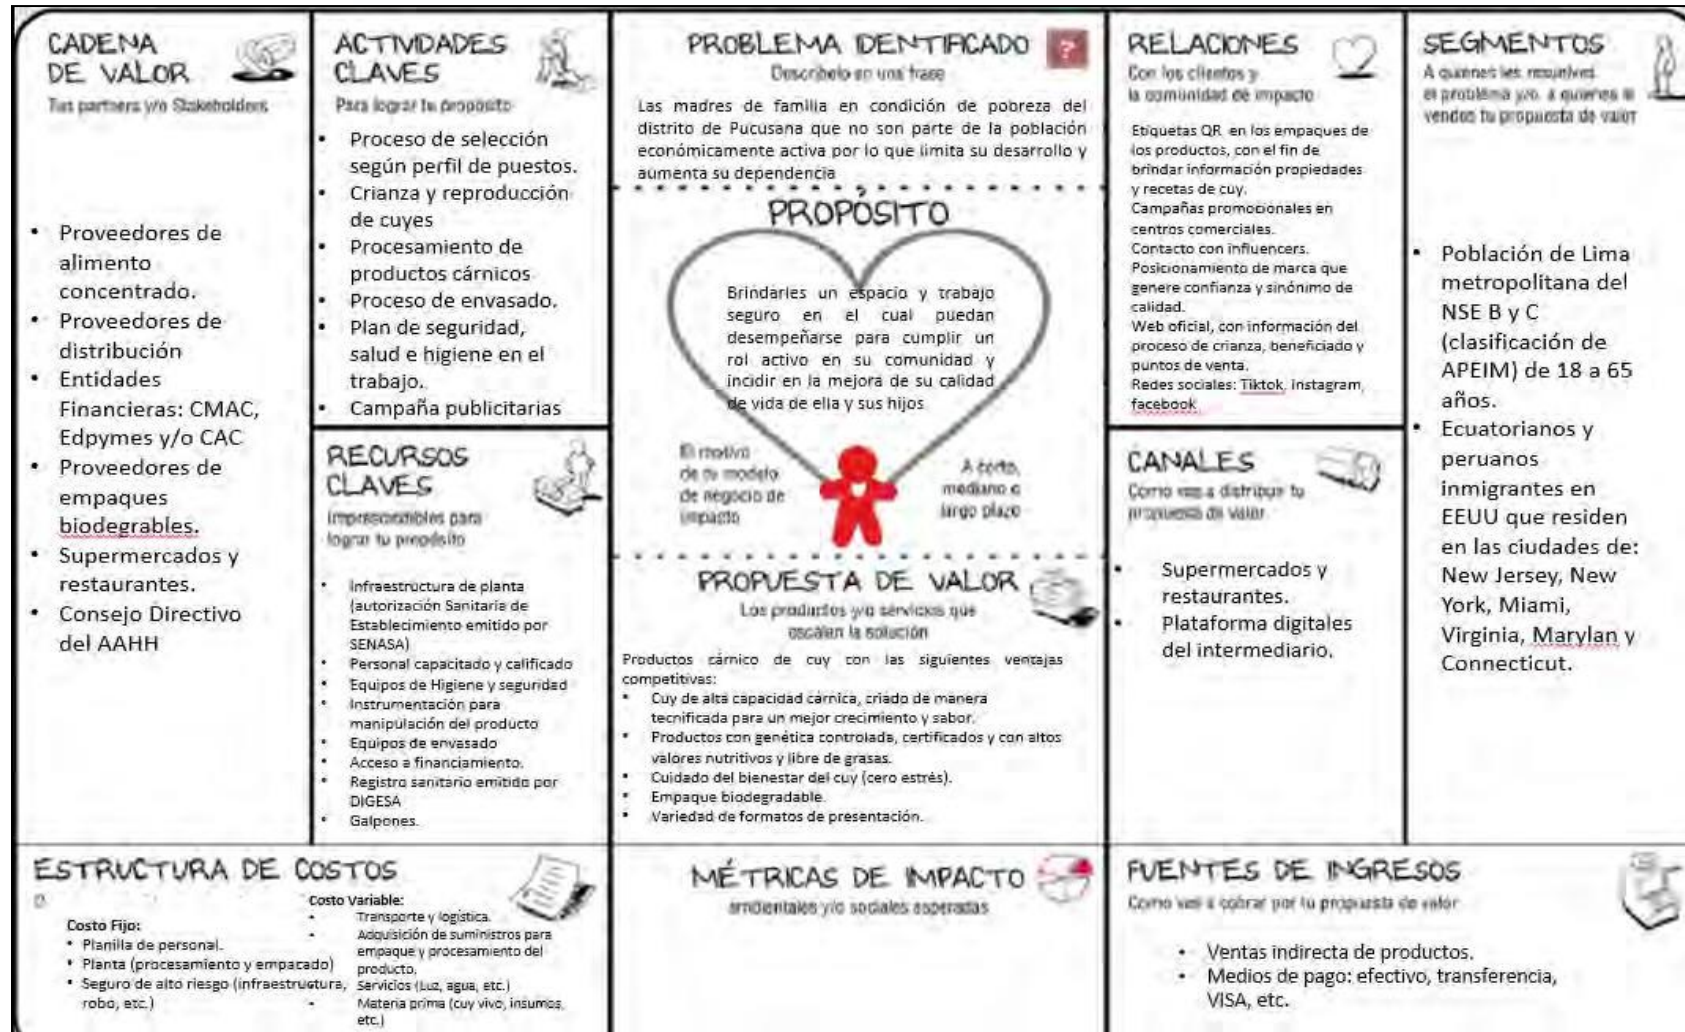 CADENA
DE VALOR
Tus partners y/o Stakeholders
• Proveedores de
alimento
concentrado.
• Proveedores de
distribución
• Entidades
Financieras: CMAC,
Edpymes y/o CAC
• Proveedores de
empaques
biodegrables.
• Supermercados y
restaurantes.
• Consejo Directivo
del AAHH
ACTIVIDADES
CLAVES
Para lograr tu propósito
• Proceso de selección
según perfil de puestos.
• Crianza y reproducción
de cuyes
• Procesamiento de
productos cárnicos
• Proceso de envasado.
• Plan de seguridad,
salud e higiene en el
trabajo.
• Campaña publicitarias
RECURSOS
CLAVES
Imprescindibles para
lograr tu propósito
• Infraestructura de planta
(autorización Sanitaria de
Establecimiento emitido por
SENASA)
• Personal capacitado y calificado
• Equipos de Higiene y seguridad
• Instrumentación para
manipulación del producto
• Equipos de envasado
• Acceso a financiamiento.
• Registro sanitario emitido por
DIGESA
• Galpones.
PROBLEMA IDENTIFICADO ?
Descríbelo en una frase
Las madres de familia en condición de pobreza del
distrito de Pucusana que no son parte de la población
económicamente activa por lo que limita su desarrollo y
aumenta su dependencia
PROPÓSITO
Brindarles un espacio y trabajo
seguro en el cual puedan
desempeñarse para cumplir un
rol activo en su comunidad y
incidir en la mejora de su calidad
de vida de ella y sus hijos
El motivo
de tu modelo
de negocio de
impacto
A corto,
mediano o
largo plazo
PROPUESTA DE VALOR
Los productos y/o servicios que
escalan la solución
Productos cárnico de cuy con las siguientes ventajas
competitivas:
• Cuy de alta capacidad cárnica, criado de manera
tecnificada para un mejor crecimiento y sabor.
• Productos con genética controlada, certificados y con altos
valores nutritivos y libre de grasas.
• Cuidado del bienestar del cuy (cero estrés).
• Empaque biodegradable.
• Variedad de formatos de presentación.
RELACIONES
Con los clientes y
la comunidad de impacto
Etiquetas QR en los empaques de
los productos, con el fin de
brindar información propiedades
y recetas de cuy.
Campañas promocionales en
centros comerciales.
Contacto con influencers.
Posicionamiento de marca que
genere confianza y sinónimo de
calidad.
Web oficial, con información del
proceso de crianza, beneficiado y
puntos de venta.
Redes sociales: Tiktok, instagram,
facebook
CANALES
Como vas a distribuir tu
propuesta de valor
• Supermercados y
restaurantes.
• Plataforma digitales
del intermediario.
SEGMENTOS
A quienes les resuelves
el problema y/o a quienes le
vendes tu propuesta de valor
• Población de Lima
metropolitana del
NSE B y C
(clasificación de
APEIM) de 18 a 65
años.
• Ecuatorianos y
peruanos
inmigrantes en
EEUU que residen
en las ciudades de:
New Jersey, New
York, Miami,
Virginia, Marylan y
Connecticut.
ESTRUCTURA DE COSTOS
Costo Fijo:
• Planilla de personal.
• Planta (procesamiento y empacado)
• Seguro de alto riesgo (infraestructura,
robo, etc.)
Costo Variable:
• Transporte y logística.
• Adquisición de suministros para
empaque y procesamiento del
producto.
• Servicios (Luz, agua, etc.)
• Materia prima (cuy vivo, insumos,
etc.)
MÉTRICAS DE IMPACTO
ambientales y/o sociales esperadas
FUENTES DE INGRESOS
Como vas a cobrar por tu propuesta de valor
• Ventas indirecta de productos.
• Medios de pago: efectivo, transferencia,
VISA, etc.